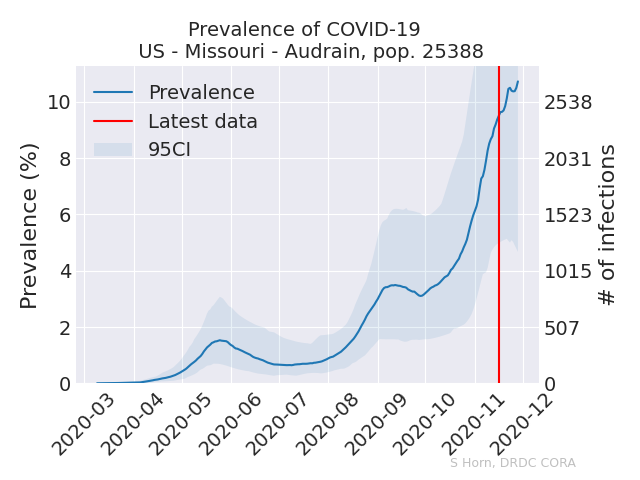 Prevalence of COVID-19
US - Missouri - Audrain, pop. 25388
Prevalence
Latest data
95CI
Prevalence (%)
10
8
6
4
2
0
# of infections
2538
2031
1523
1015
507
0
2020-03
2020-04
2020-05
2020-06
2020-07
2020-08
2020-09
2020-10
2020-11
2020-12
S Horn, DRDC CORA